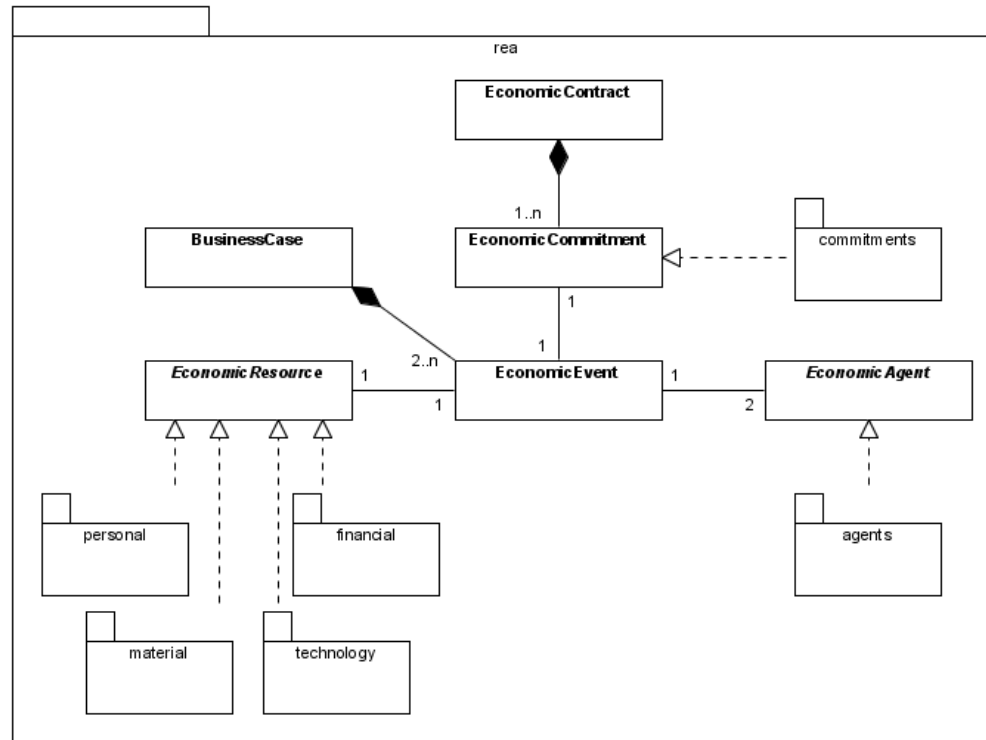 rea
EconomicContract
1..n
BusinessCase
EconomicCommitment
commitments
1
1
2..n
EconomicResource
1
1
EconomicEvent
1
2
EconomicAgent
personal
financial
agents
material
technology